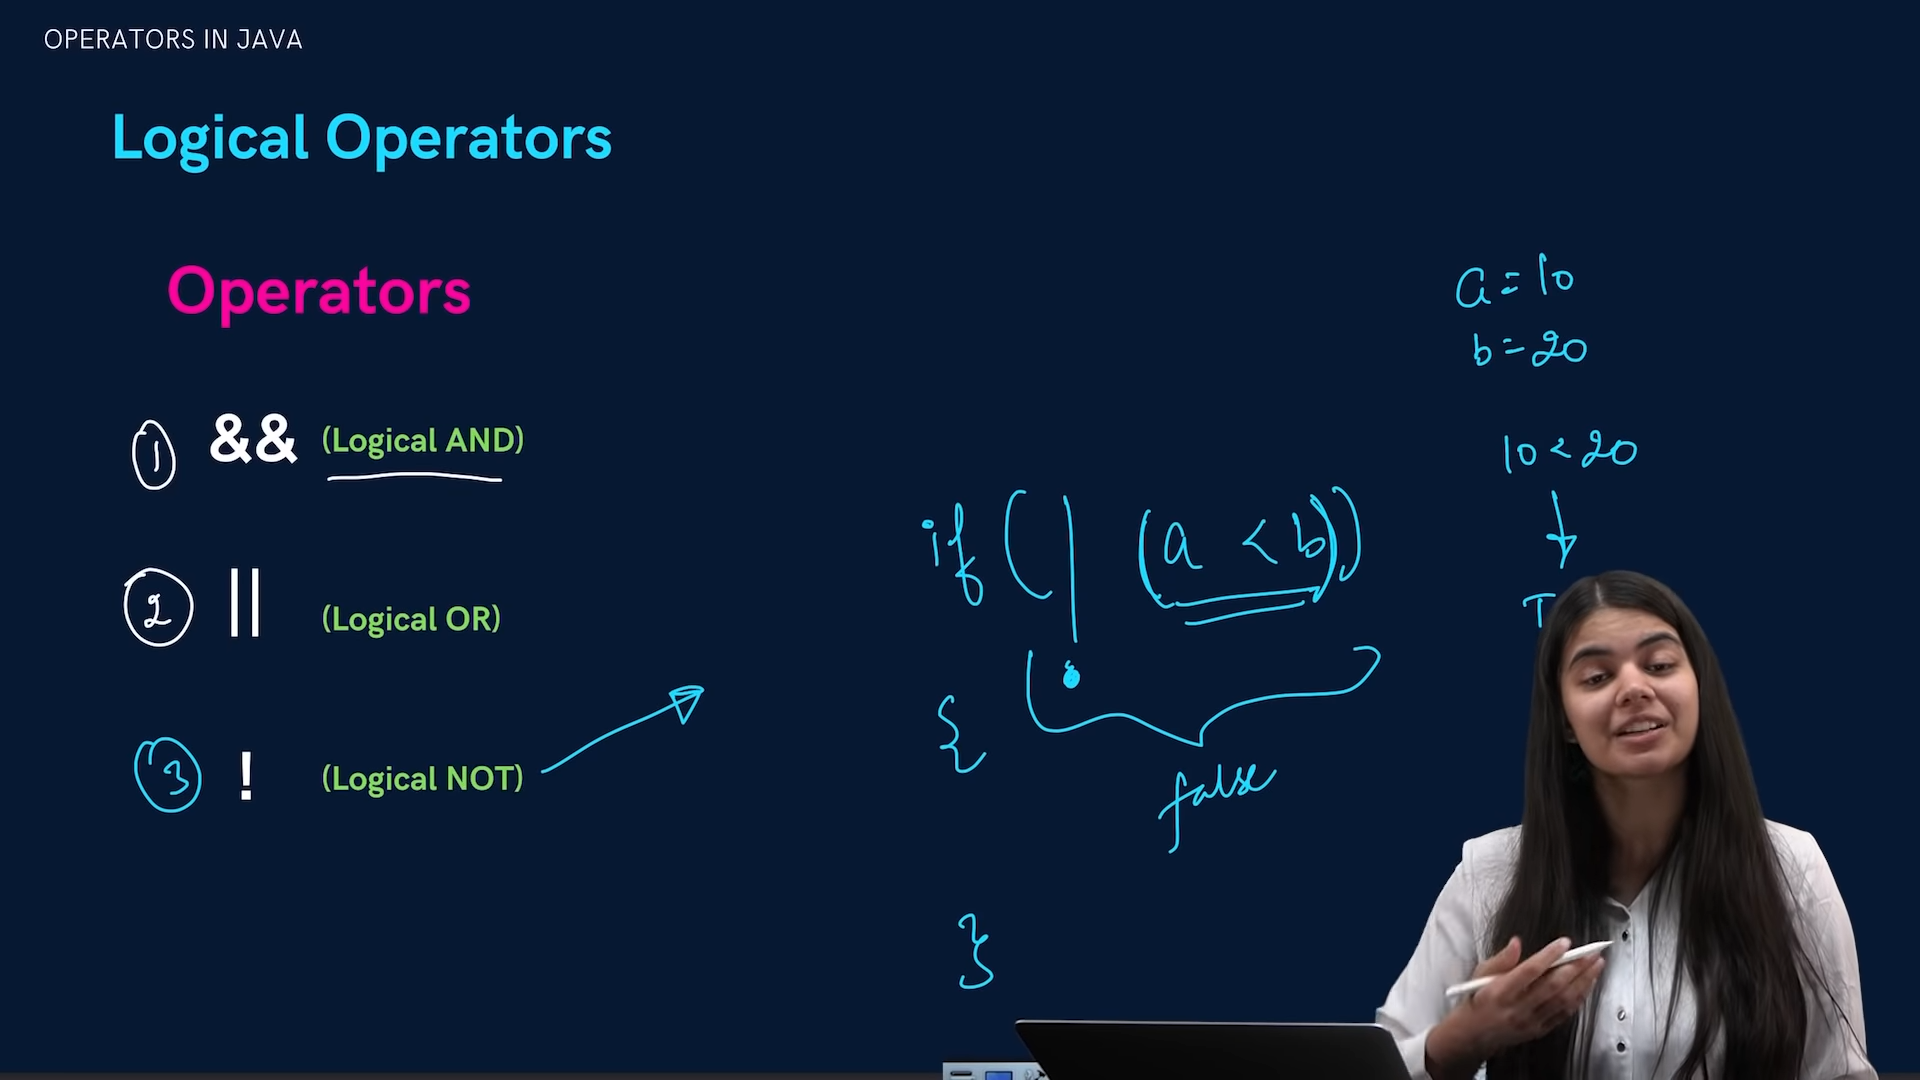 OPERATORS IN JAVA
Logical Operators
Operators
1 && (Logical AND)
2 || (Logical OR)
3 ! (Logical NOT)
a = 10
b = 20
10 < 20
T
if ( ! (a < b))
{
false
}